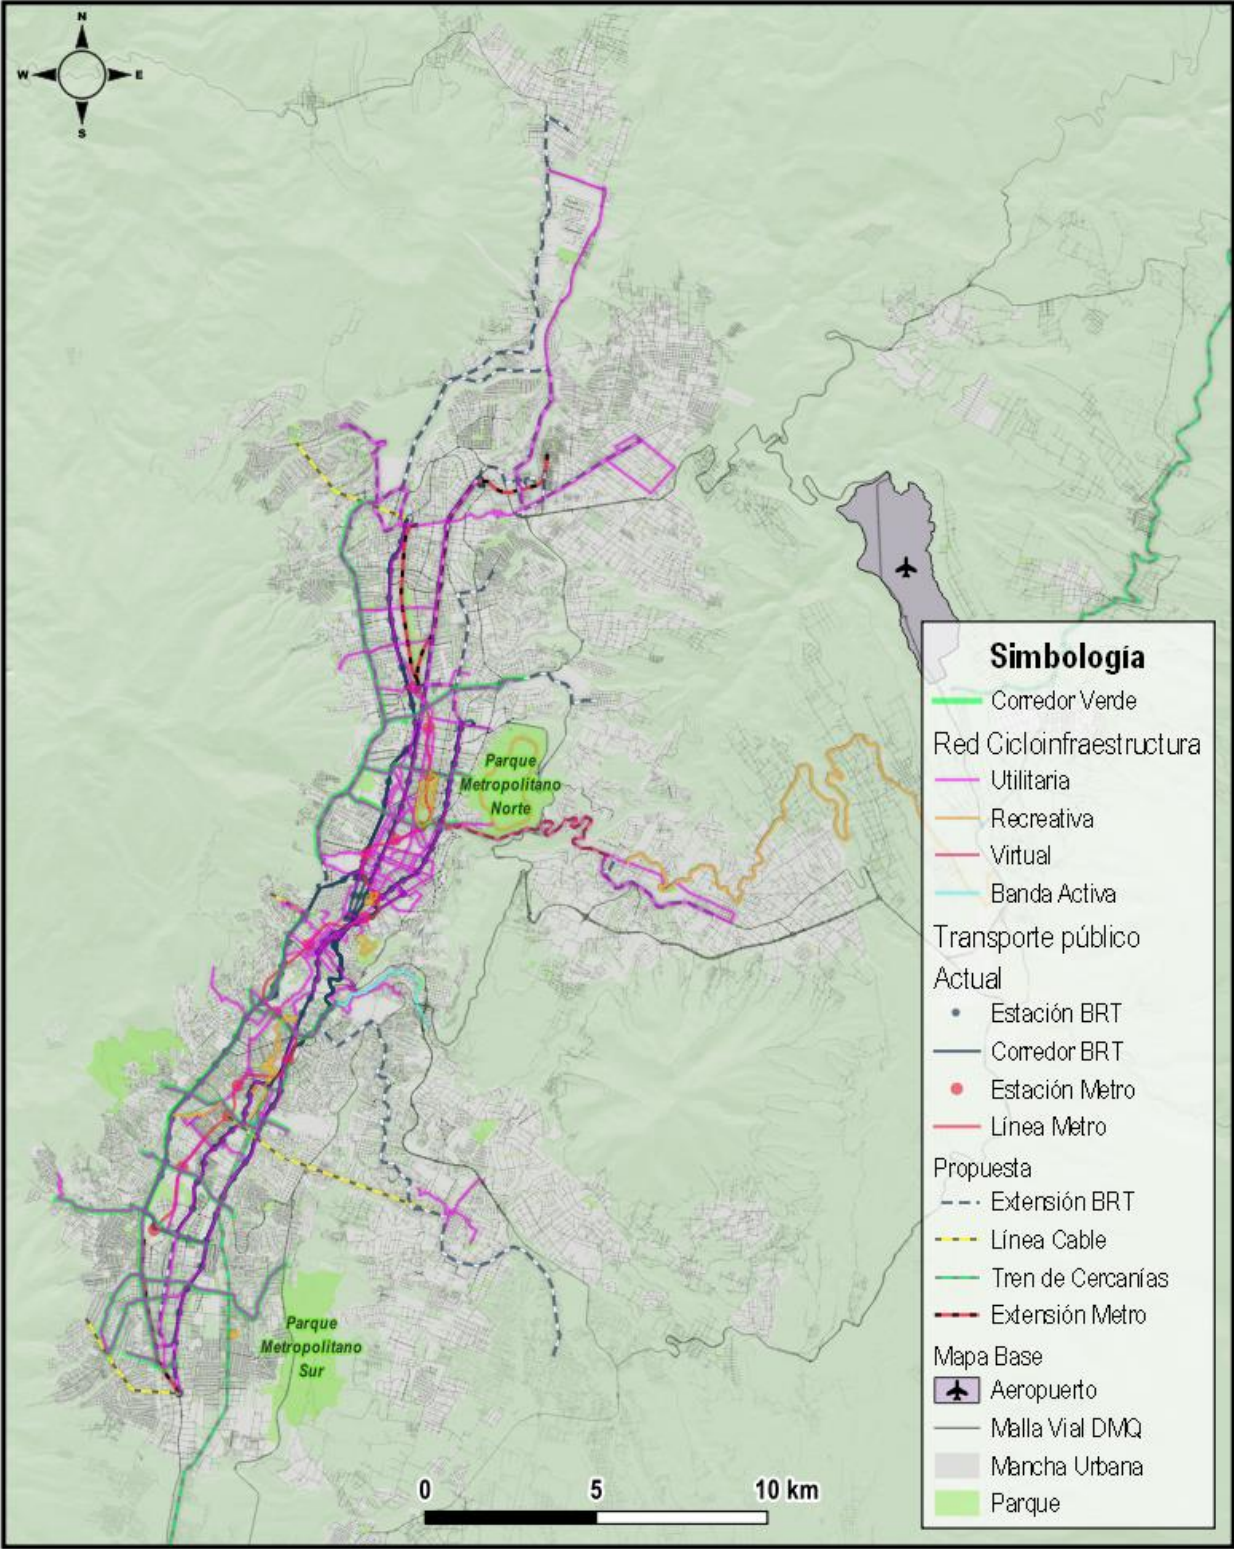 N
W
E
S
Parque
Metropolitano
Norte
Parque
Metropolitano
Sur
0
5
10 km
Simbología
Corredor Verde
Red Cicloinfraestructura
Utilitaria
Recreativa
Virtual
Banda Activa
Transporte público
Actual
Estación BRT
Corredor BRT
Estación Metro
Línea Metro
Propuesta
Extensión BRT
Línea Cable
Tren de Cercanías
Extensión Metro
Mapa Base
Aeropuerto
Malla Vial DMQ
Mancha Urbana
Parque